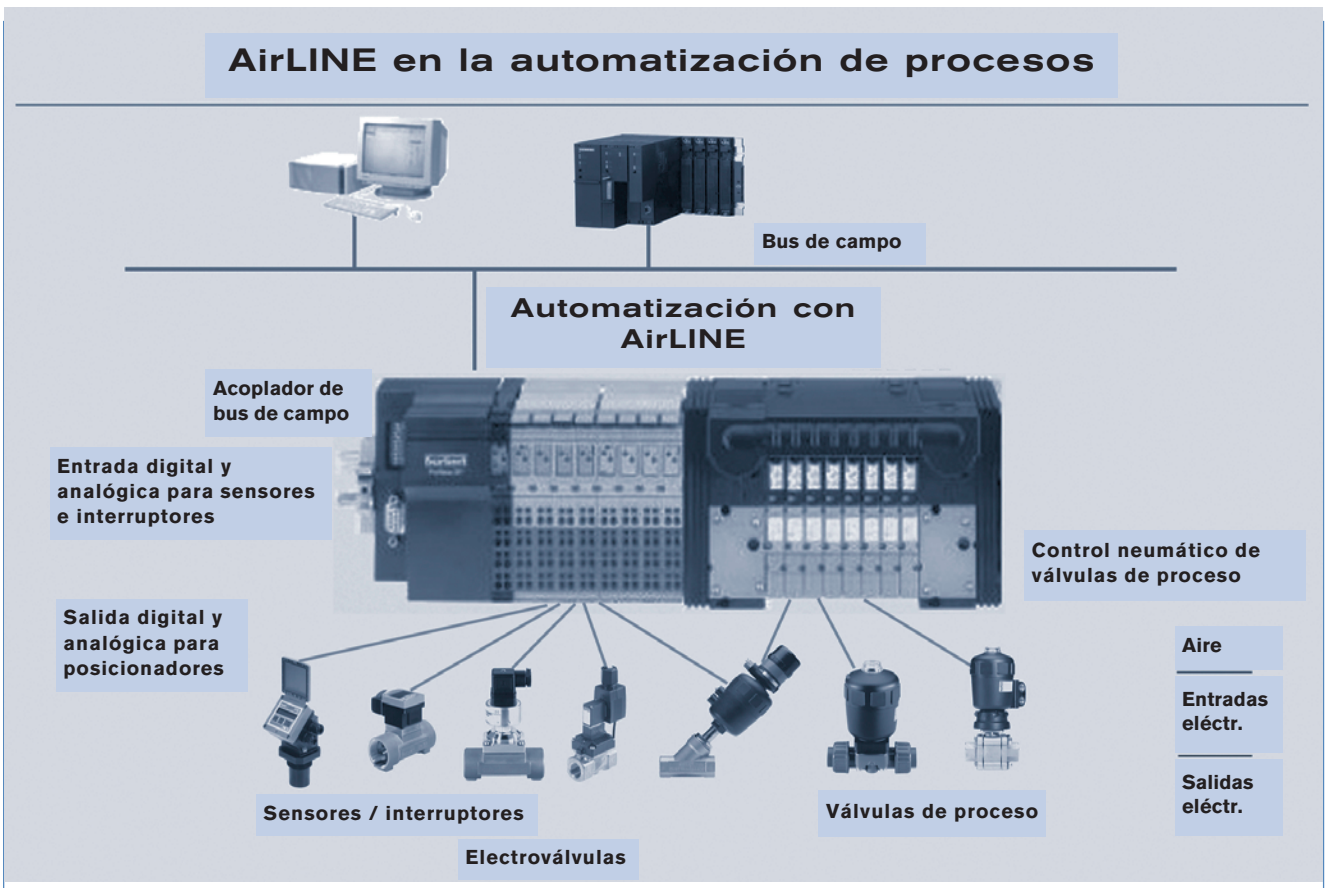 AirLINE en la automatización de procesos
Bus de campo
Automatización con
AirLINE
Acoplador de
bus de campo
burkert
Entrada digital y
analógica para sensores
e interruptores
Control neumático de
válvulas de proceso
Salida digital y
analógica para
posicionadores
Aire
Entradas
eléctr.
Salidas
eléctr.
Sensores / interruptores
Válvulas de proceso
Electroválvulas